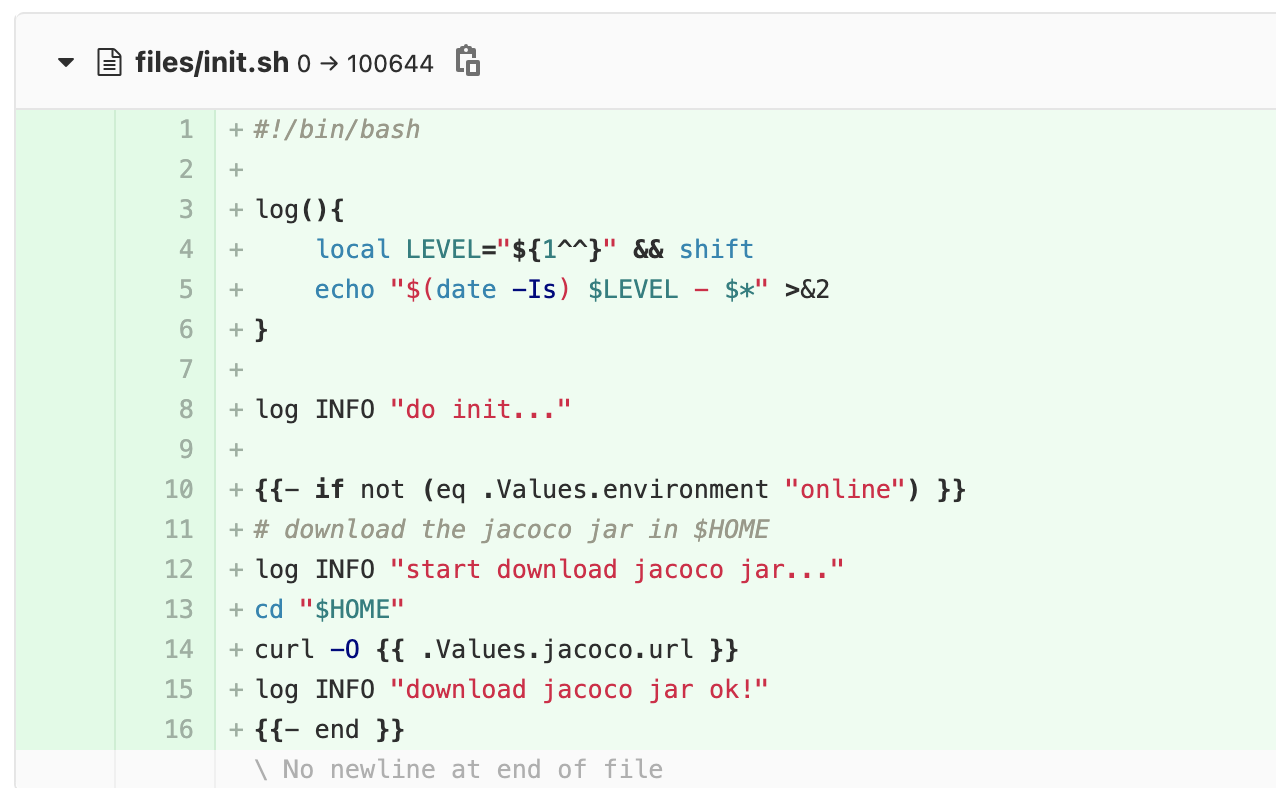 files/init.sh 0 → 100644
1 + #!/bin/bash
2 +
3 + log(){
4 +     local LEVEL="${1^^}" && shift
5 +     echo "$(date -Is) $LEVEL - $*" >&2
6 + }
7 +
8 + log INFO "do init..."
9 +
10 + {{- if not (eq .Values.environment "online") }}
11 + # download the jacoco jar in $HOME
12 + log INFO "start download jacoco jar..."
13 + cd "$HOME"
14 + curl -O {{ .Values.jacoco.url }}
15 + log INFO "download jacoco jar ok!"
16 + {{- end }}
\ No newline at end of file